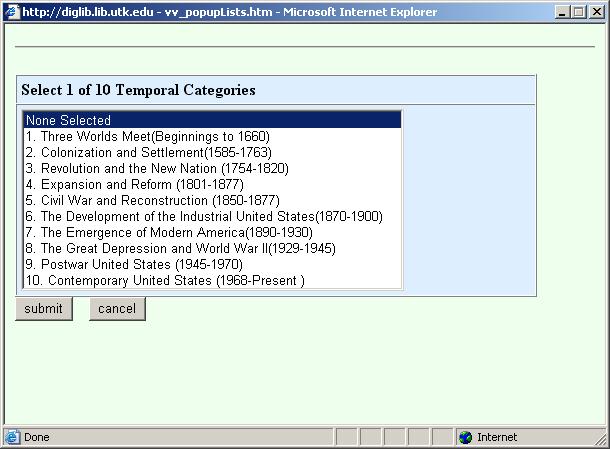 http://diglib.lib.utk.edu - vv_popupLists.htm - Microsoft Internet Explorer
Select 1 of 10 Temporal Categories
None Selected
1. Three Worlds Meet(Beginnings to 1660)
2. Colonization and Settlement(1585-1763)
3. Revolution and the New Nation (1754-1820)
4. Expansion and Reform (1801-1877)
5. Civil War and Reconstruction (1850-1877)
6. The Development of the Industrial United States(1870-1900)
7. The Emergence of Modern America(1890-1930)
8. The Great Depression and World War II(1929-1945)
9. Postwar United States (1945-1970)
10. Contemporary United States (1968-Present )
submit cancel
Done Internet